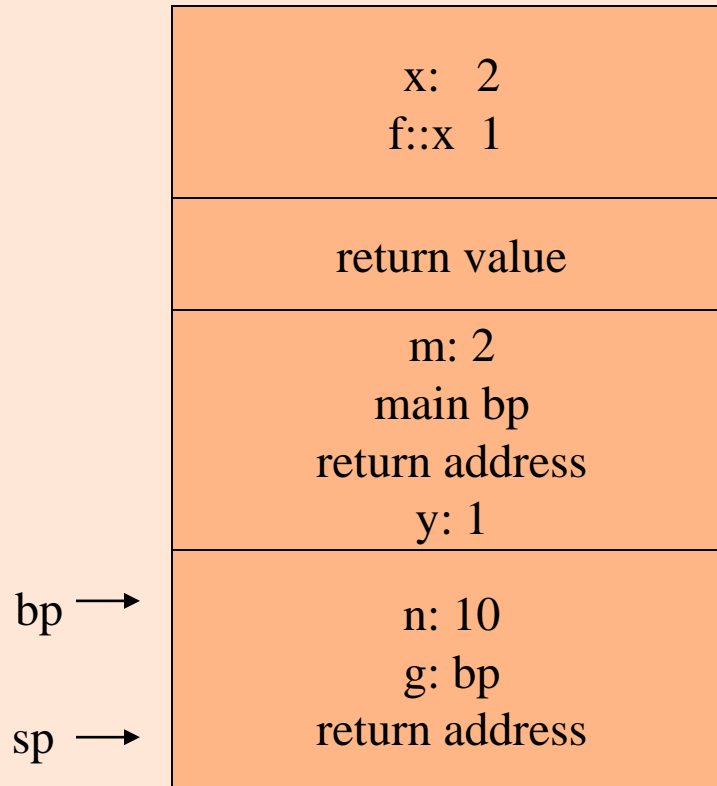 x: 2
f::x 1
return value
m: 2
main bp
return address
y: 1
bp
n: 10
g: bp
sp
return address